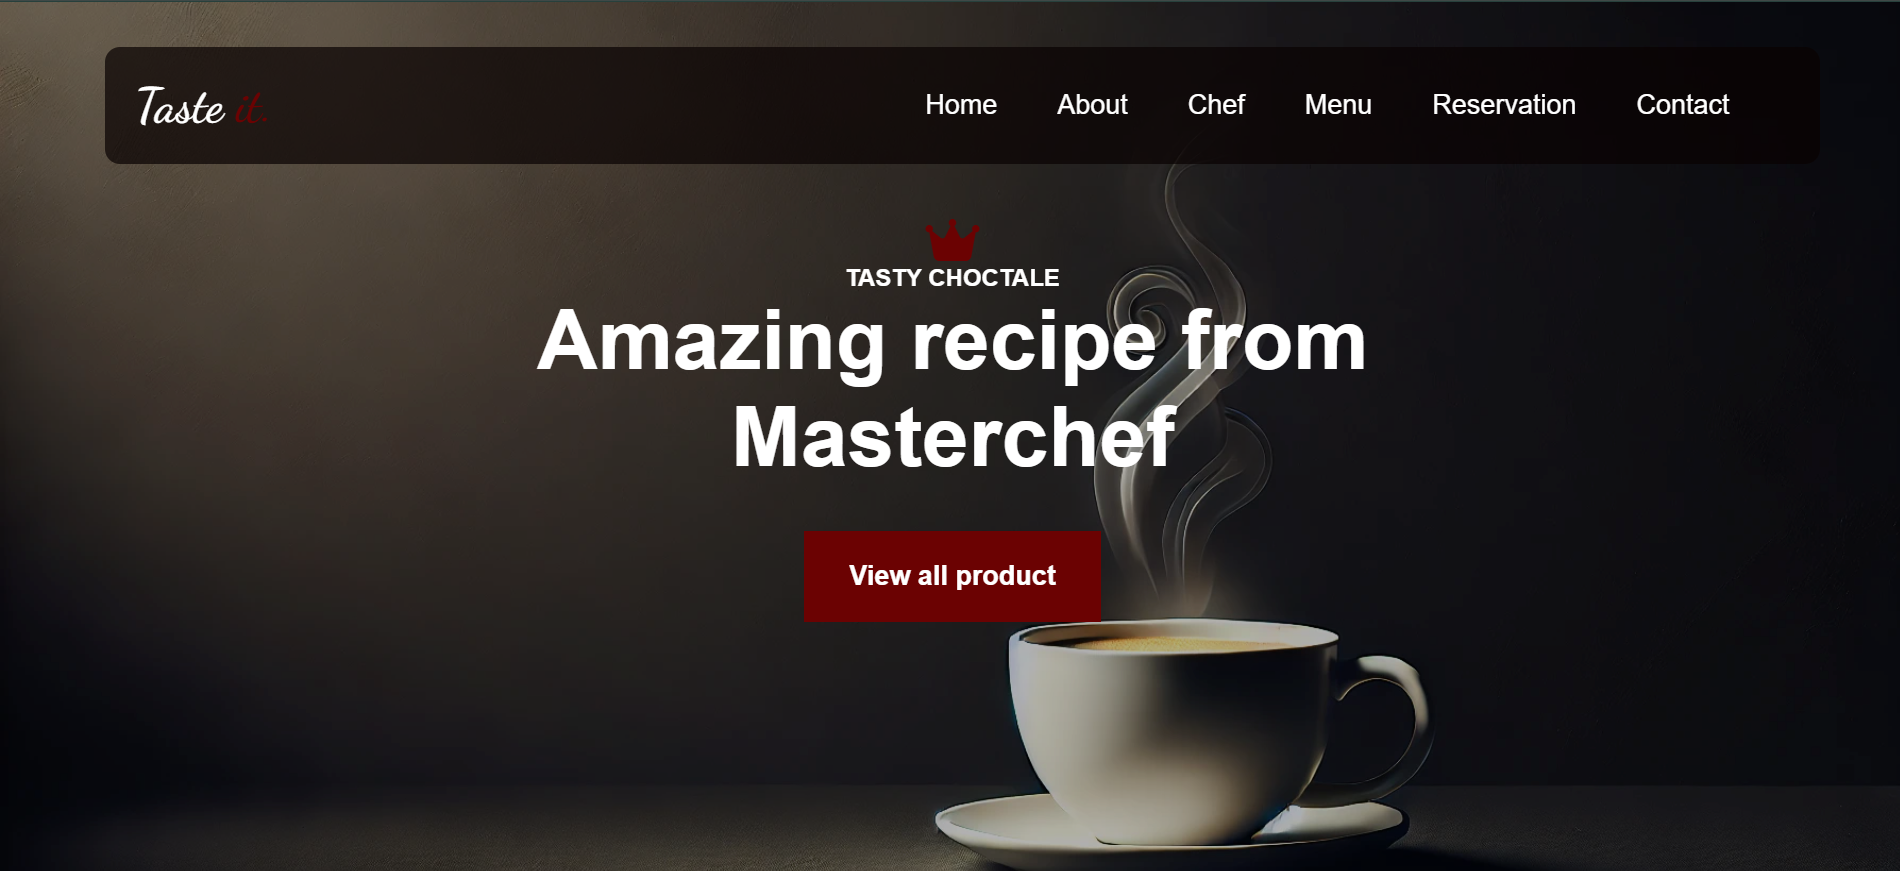 Taste it.
Home About Chef Menu Reservation Contact
TASTY CHOCTALE
Amazing recipe from
Masterchef
View all product